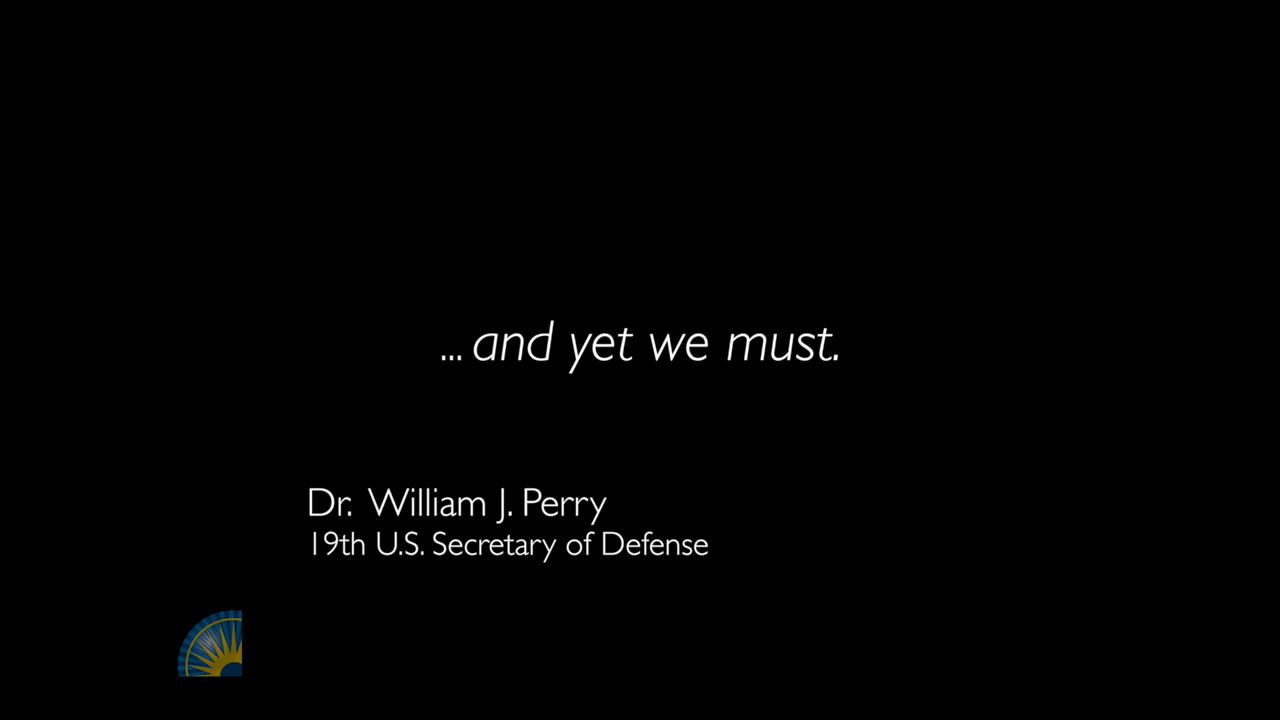 ... and yet we must.
Dr. William J. Perry
19th U.S. Secretary of Defense